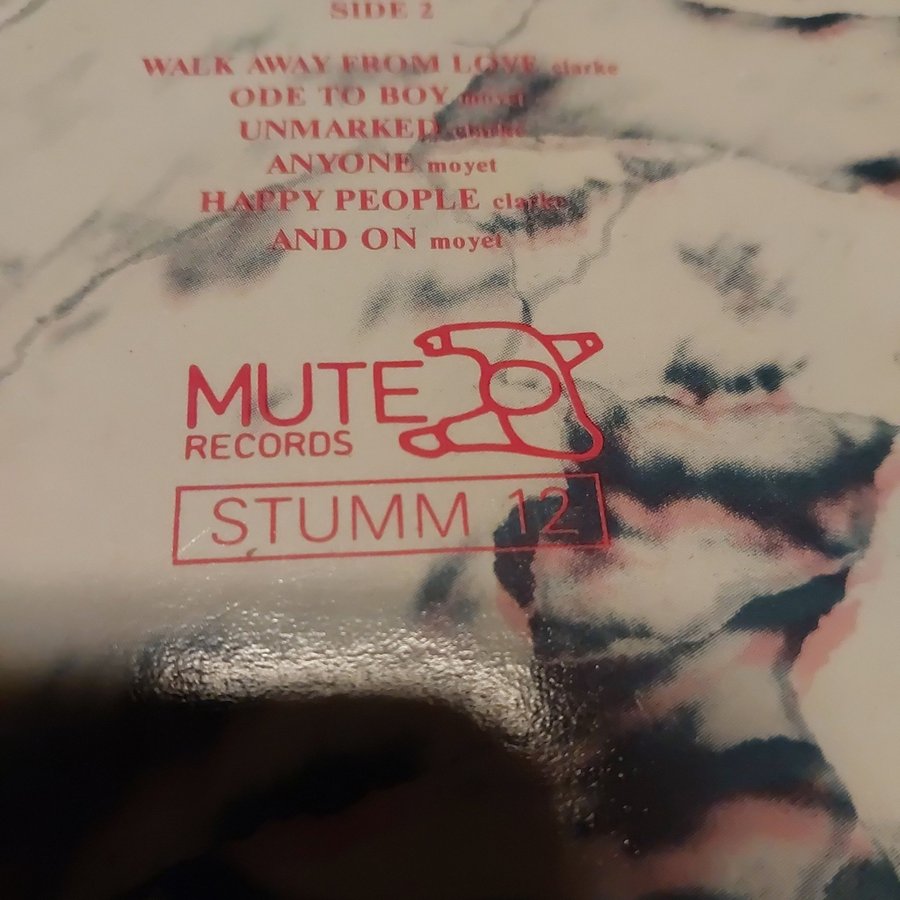 SIDE 2
WALK AWAY FROM LOVE clarke
ODE TO BOY moyet
UNMARKED clarke
ANYONE moyet
HAPPY PEOPLE clarke
AND ON moyet
MUTE
RECORDS
STUMM 12